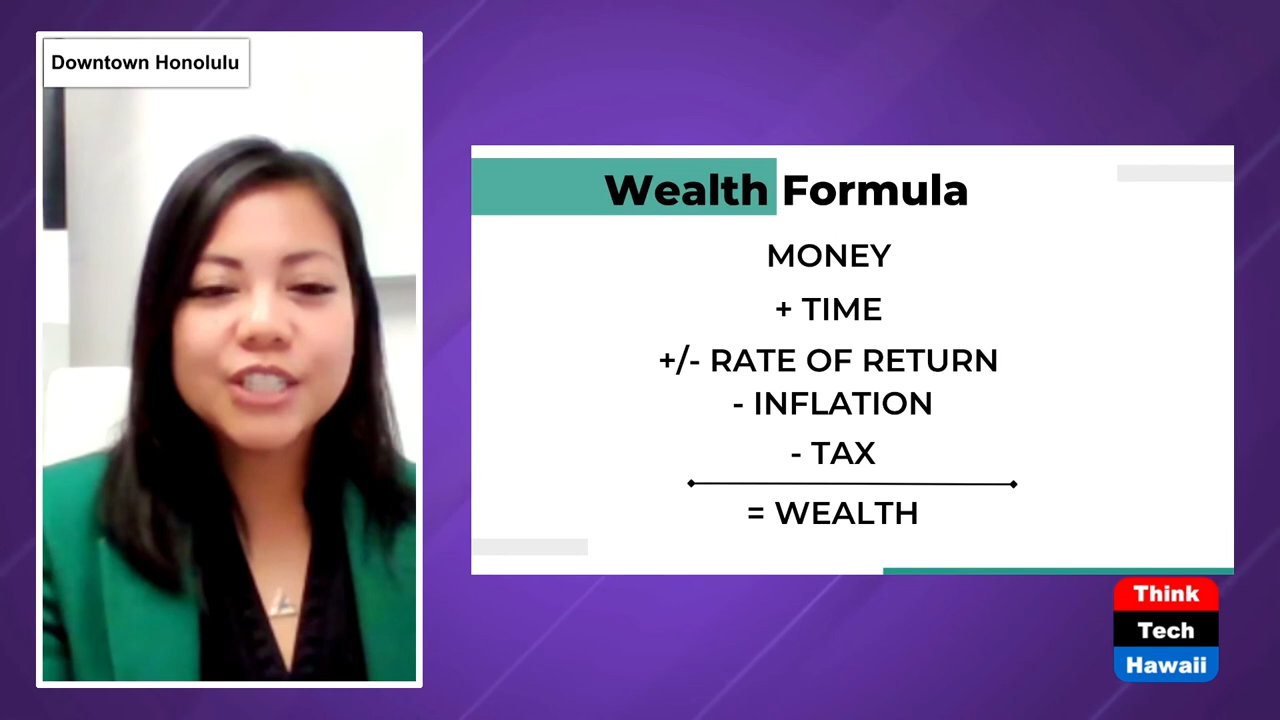 Downtown Honolulu
Wealth Formula
MONEY
+ TIME
+/- RATE OF RETURN
- INFLATION
- TAX
= WEALTH
Think
Tech
Hawaii